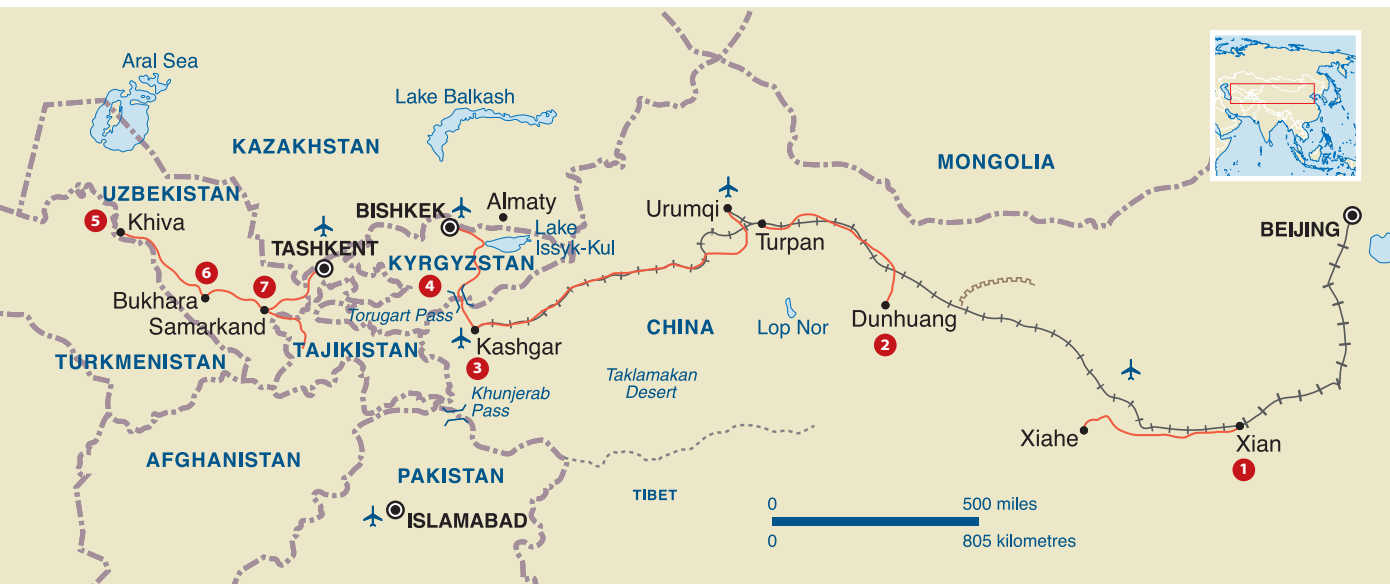 Aral Sea
Lake Balkash
KAZAKHSTAN
MONGOLIA
UZBEKISTAN
5
Khiva
BISHKEK
Almaty
Urumqi
Lake
Issyk-Kul
Turpan
BEIJING
TASHKENT
KYRGYZSTAN
6
7
4
Bukhara
Samarkand
Torugart Pass
Kashgar
3
CHINA
Lop Nor
Dunhuang
2
TAJIKISTAN
TURKMENISTAN
Khunjerab
Pass
Taklamakan
Desert
Xiahe
Xian
1
AFGHANISTAN
PAKISTAN
TIBET
ISLAMABAD
0 500 miles
0 805 kilometres